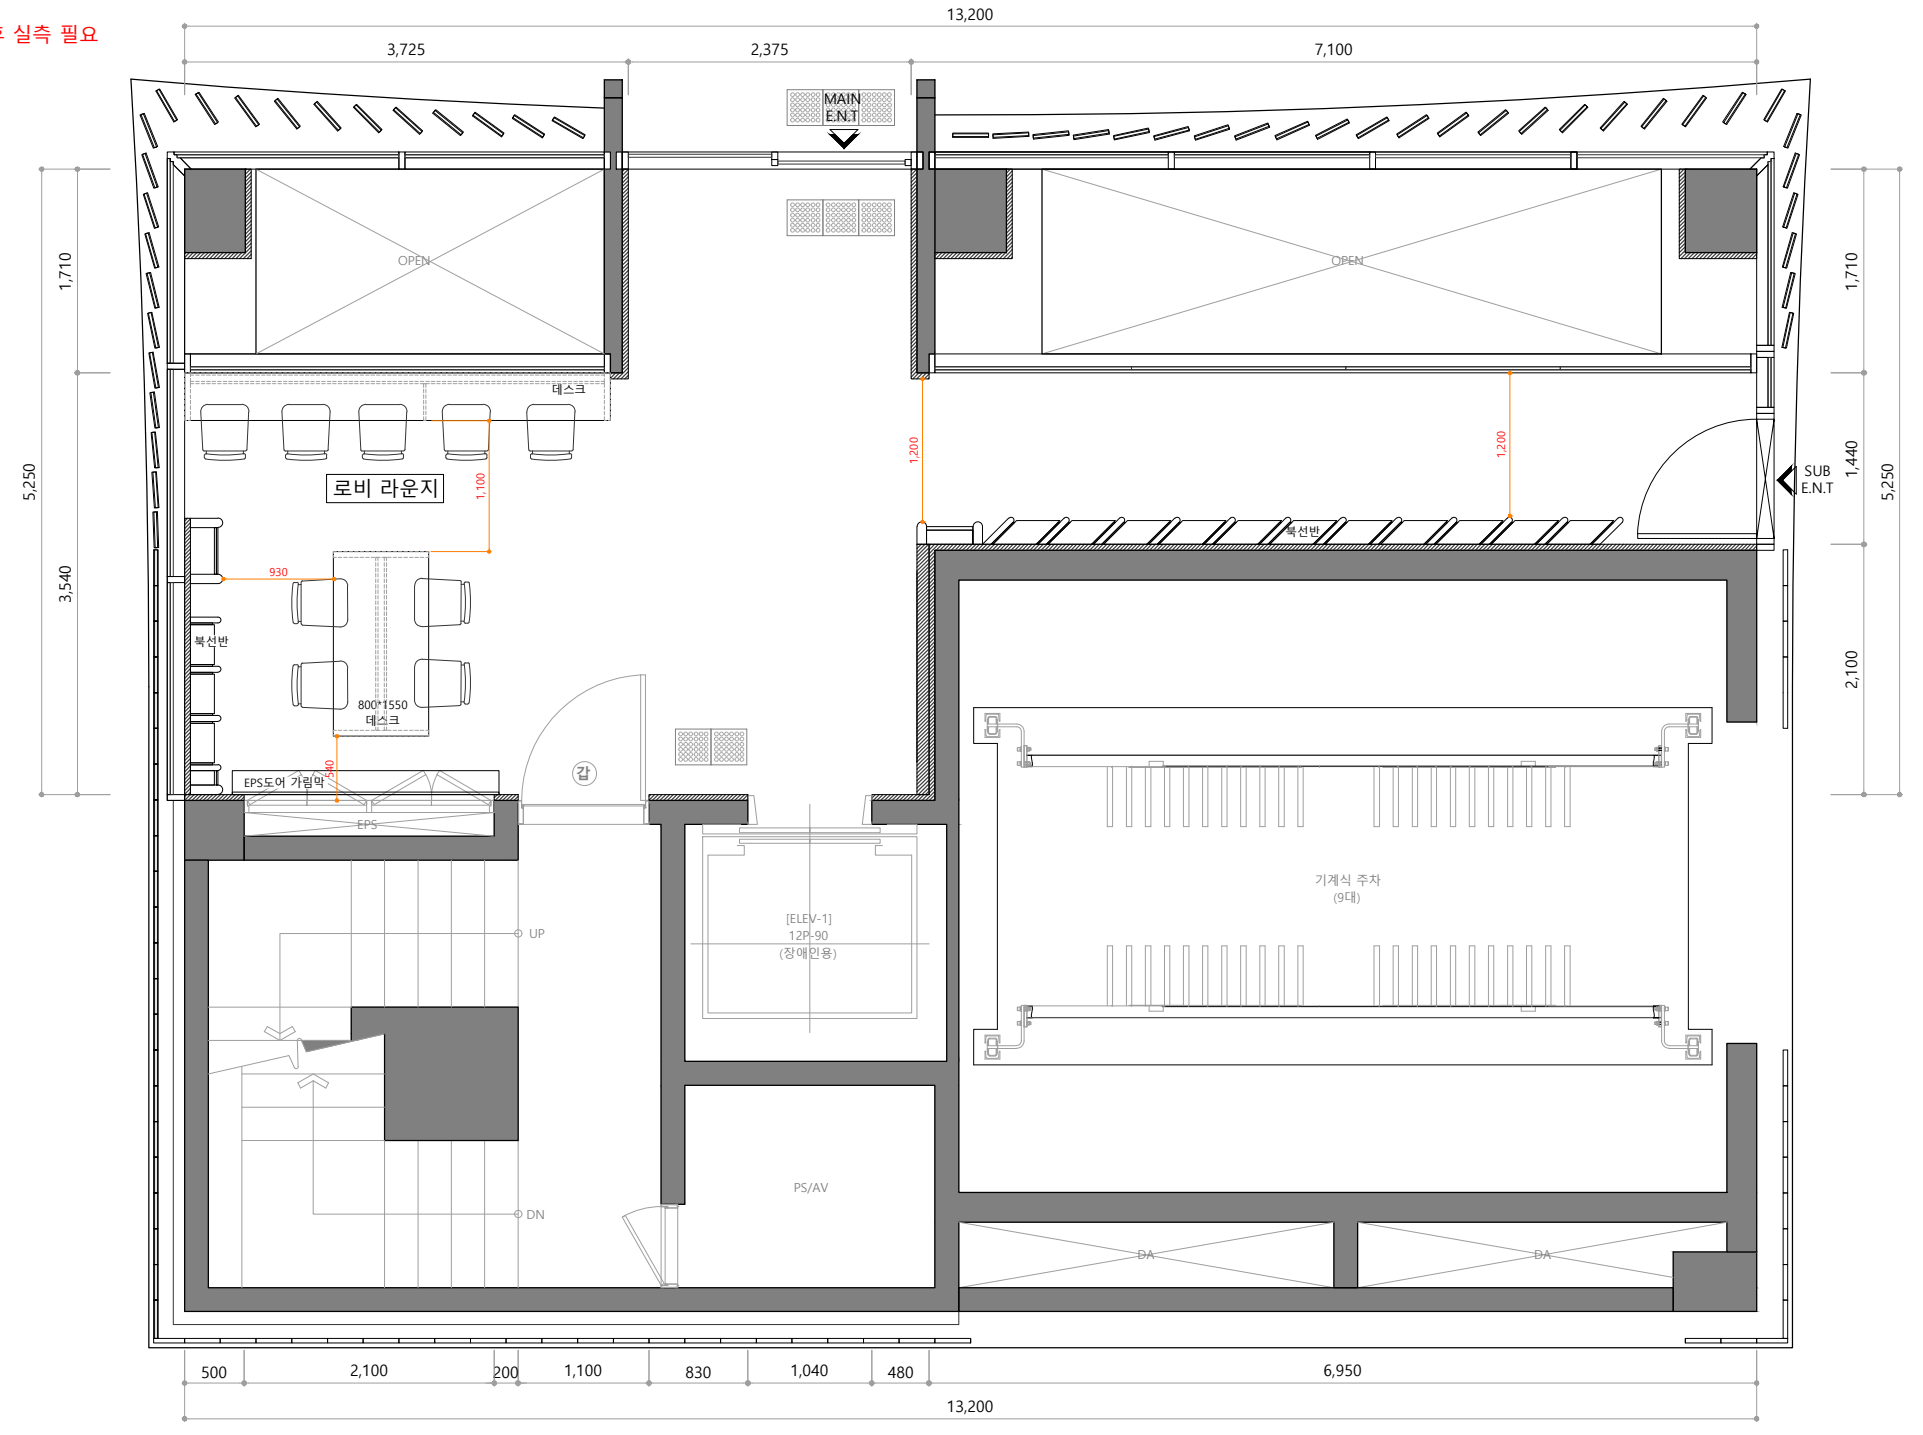 13,200
실측 필요
3,725
2,375
7,100
MAIN
E.N.T
OPEN
OPEN
1,710
1,710
데스크
1,200
1,200
1,440
SUB
E.N.T
5,250
5,250
로비 라운지
1,100
북선반
930
3,540
북선반
2,100
800*1550
데스크
540
갑
EPS도어 가림막
EPS
기계식 주차
(9대)
[ELEV-1]
12P-90
(장애인용)
UP
PS/AV
DN
DA
DA
500
2,100
200
1,100
830
1,040
480
6,950
13,200